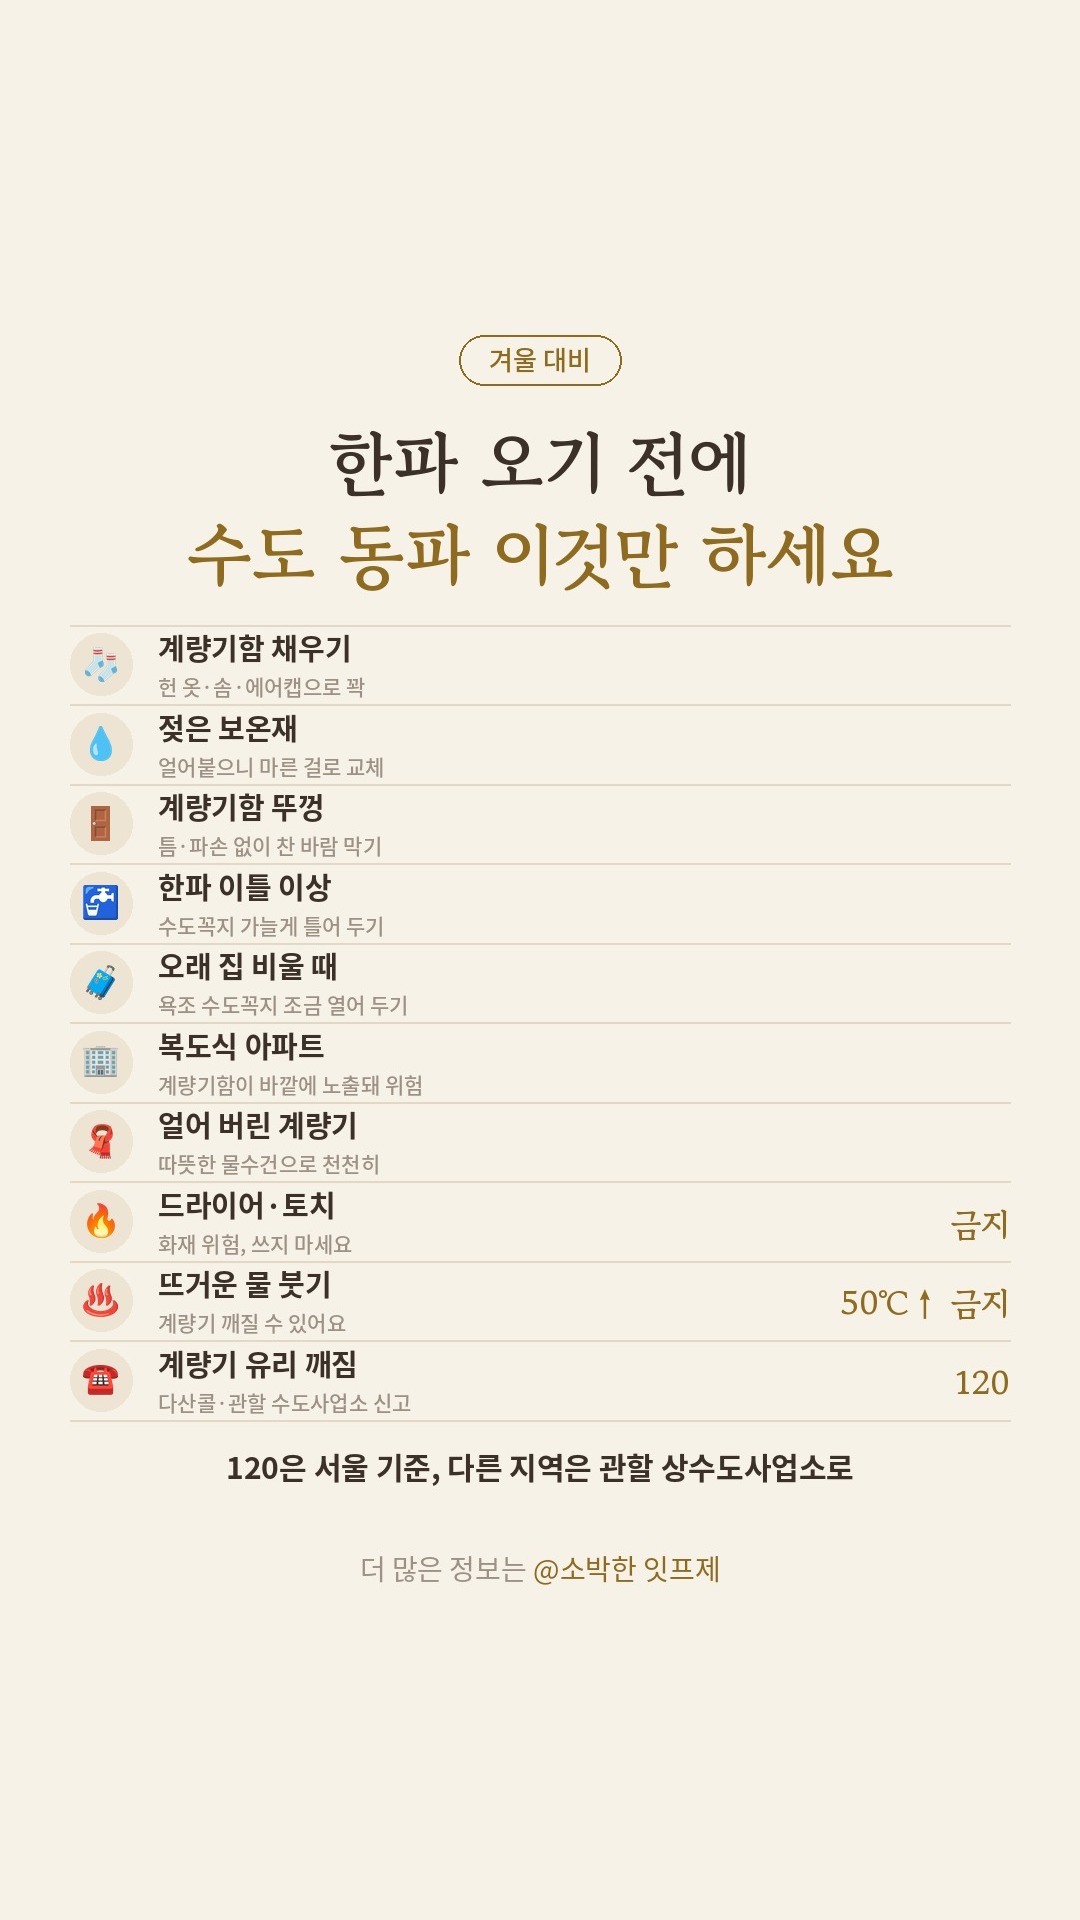 겨울 대비
한파 오기 전에
수도 동파 이것만 하세요
계량기함 채우기
헌 옷·솜·에어캡으로 꽉
젖은 보온재
얼어붙으니 마른 걸로 교체
계량기함 뚜껑
틈·파손 없이 찬 바람 막기
한파 이틀 이상
수도꼭지 가늘게 틀어 두기
오래 집 비울 때
욕조 수도꼭지 조금 열어 두기
복도식 아파트
계량기함이 바깥에 노출돼 위험
얼어 버린 계량기
따뜻한 물수건으로 천천히
드라이어·토치
화재 위험, 쓰지 마세요
금지
뜨거운 물 붓기
계량기 깨질 수 있어요
50℃↑ 금지
계량기 유리 깨짐
다산콜·관할 수도사업소 신고
120
120은 서울 기준, 다른 지역은 관할 상수도사업소로
더 많은 정보는 @소박한 잇프제